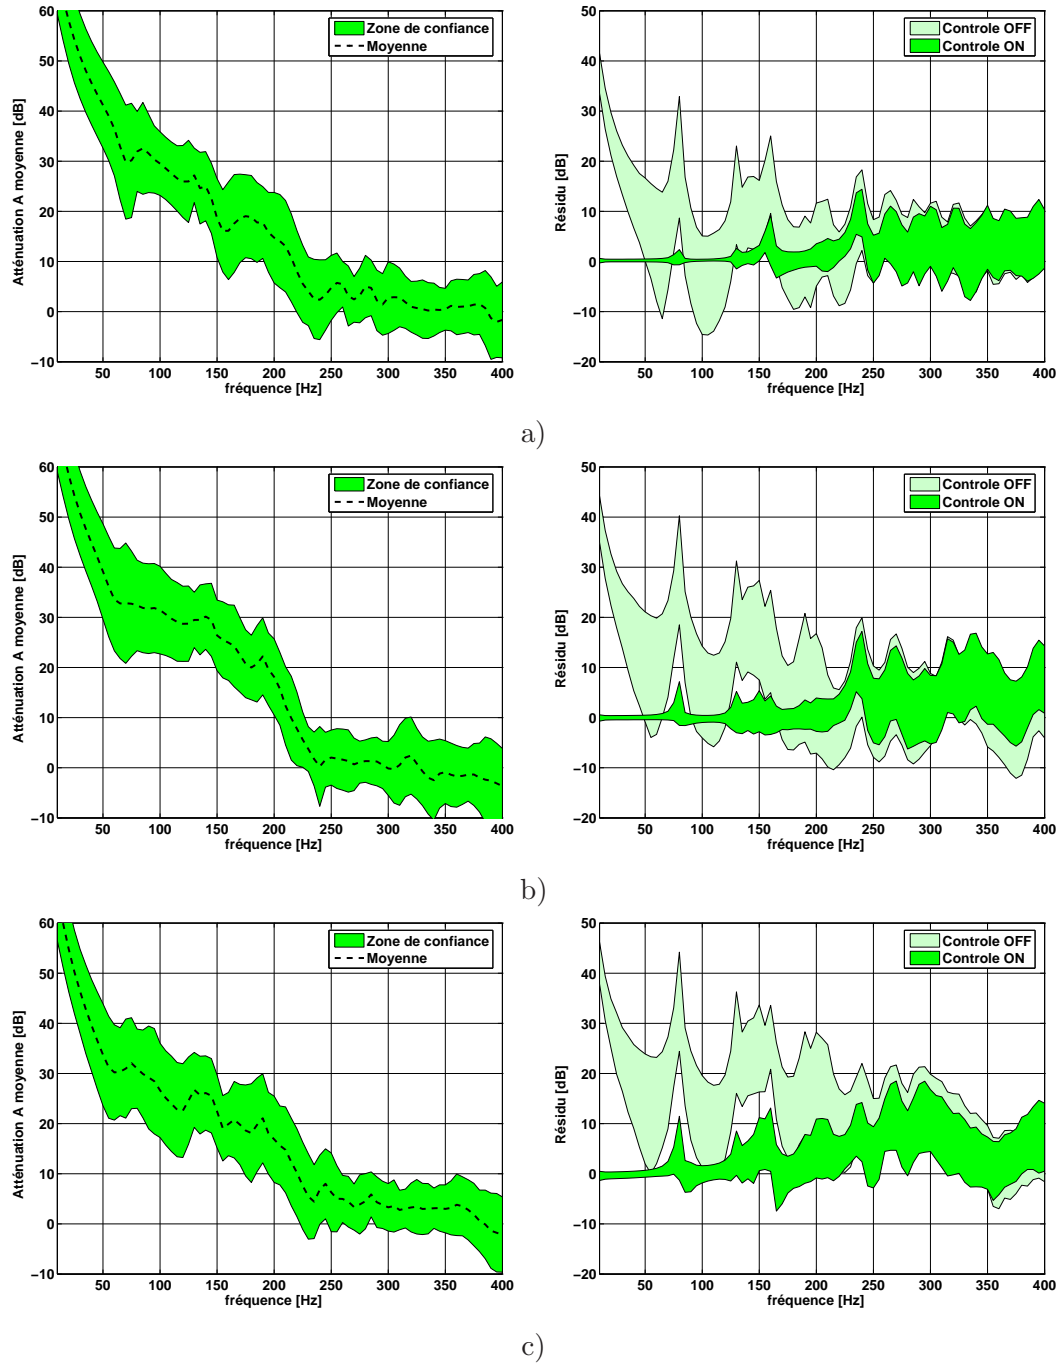 60
50
40
30
20
10
0
−10
50 100 150 200 250 300 350 400
fréquence [Hz]
Atténuation A moyenne [dB]
Zone de confiance
Moyenne
50
40
30
20
10
0
−10
−20
50 100 150 200 250 300 350 400
fréquence [Hz]
Résidu [dB]
Controle OFF
Controle ON
a)
60
50
40
30
20
10
0
−10
50 100 150 200 250 300 350 400
fréquence [Hz]
Atténuation A moyenne [dB]
Zone de confiance
Moyenne
50
40
30
20
10
0
−10
−20
50 100 150 200 250 300 350 400
fréquence [Hz]
Résidu [dB]
Controle OFF
Controle ON
b)
60
50
40
30
20
10
0
−10
50 100 150 200 250 300 350 400
fréquence [Hz]
Atténuation A moyenne [dB]
Zone de confiance
Moyenne
50
40
30
20
10
0
−10
−20
50 100 150 200 250 300 350 400
fréquence [Hz]
Résidu [dB]
Controle OFF
Controle ON
c)